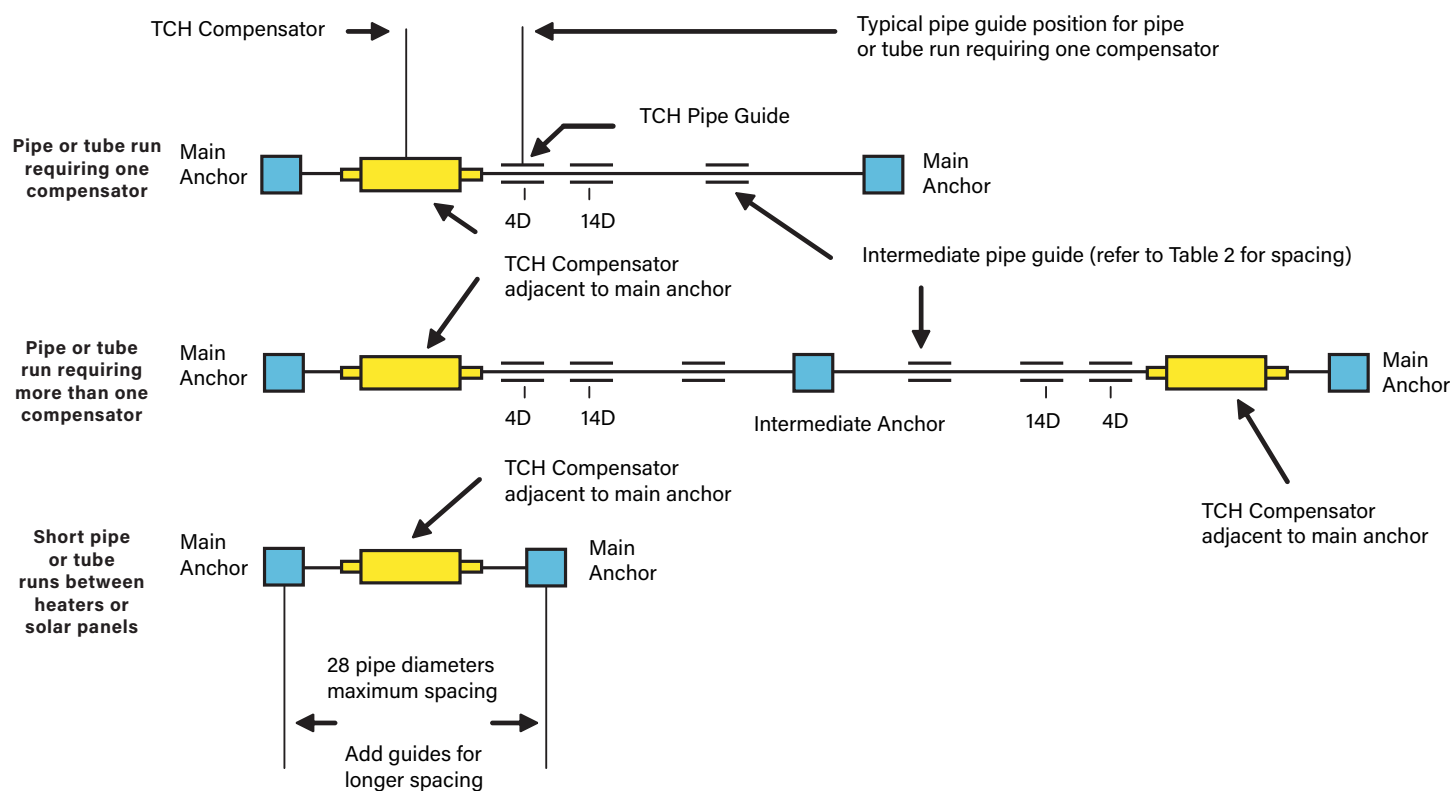 TCH Compensator
Typical pipe guide position for pipe
or tube run requiring one compensator
TCH Pipe Guide
Pipe or tube run
requiring one
compensator
Main
Anchor
Main
Anchor
4D
14D
TCH Compensator
adjacent to main anchor
Intermediate pipe guide (refer to Table 2 for spacing)
Pipe or tube
run requiring
more than one
compensator
Main
Anchor
Main
Anchor
4D
14D
Intermediate Anchor
14D
4D
TCH Compensator
adjacent to main anchor
TCH Compensator
adjacent to main anchor
Short pipe
or tube
runs between
heaters or
solar panels
Main
Anchor
Main
Anchor
28 pipe diameters
maximum spacing
Add guides for
longer spacing